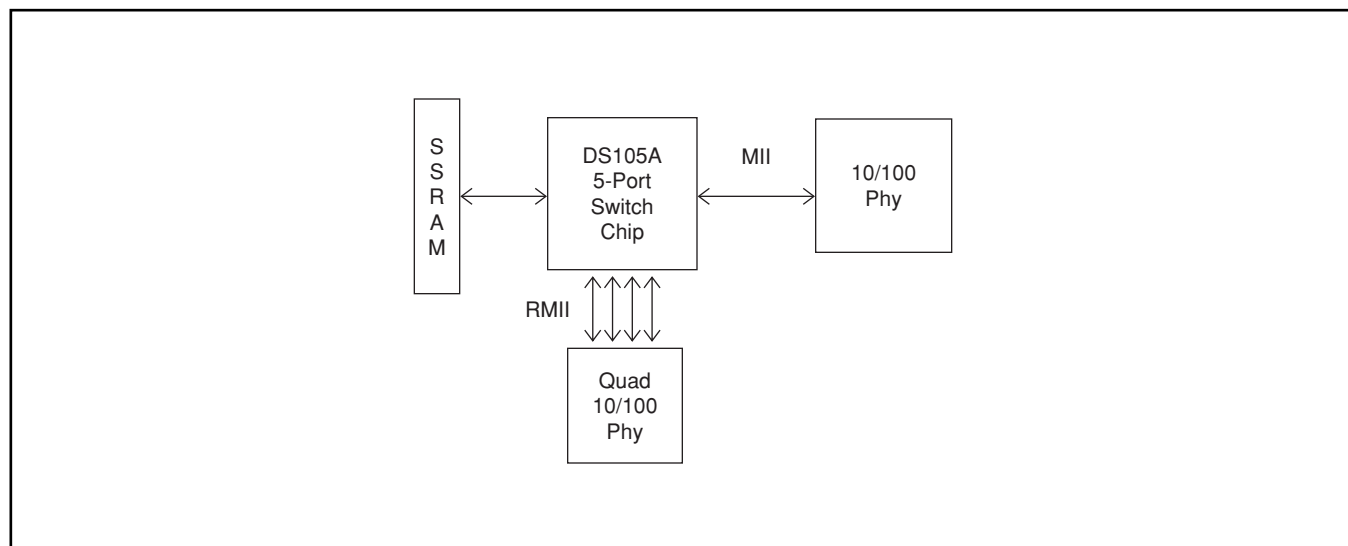 S
S
R
A
M
DS105A
5-Port
Switch
Chip
MII
10/100
Phy
RMII
Quad
10/100
Phy